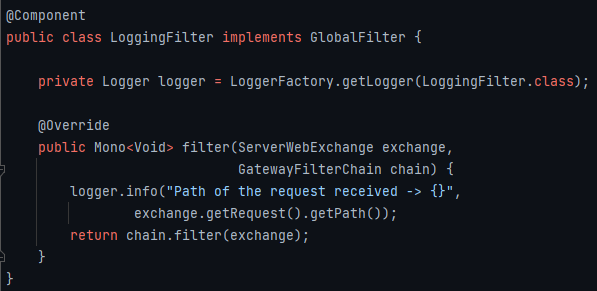 @Component
public class LoggingFilter implements GlobalFilter {
private Logger logger = LoggerFactory.getLogger(LoggingFilter.class);
@Override
public Mono<Void> filter(ServerWebExchange exchange,
GatewayFilterChain chain) {
logger.info("Path of the request received -> {}",
exchange.getRequest().getPath());
return chain.filter(exchange);
}
}